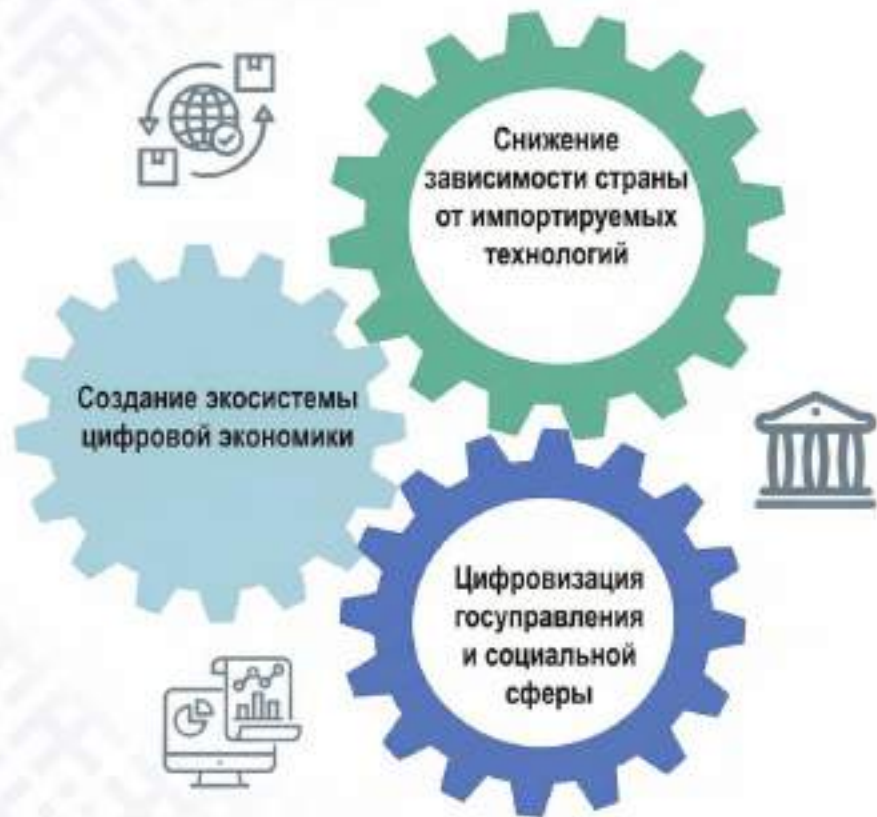 Снижение
зависимости страны
от импортируемых
технологий
Создание экосистемы
цифровой экономики
Цифровизация
госуправления
и социальной
сферы